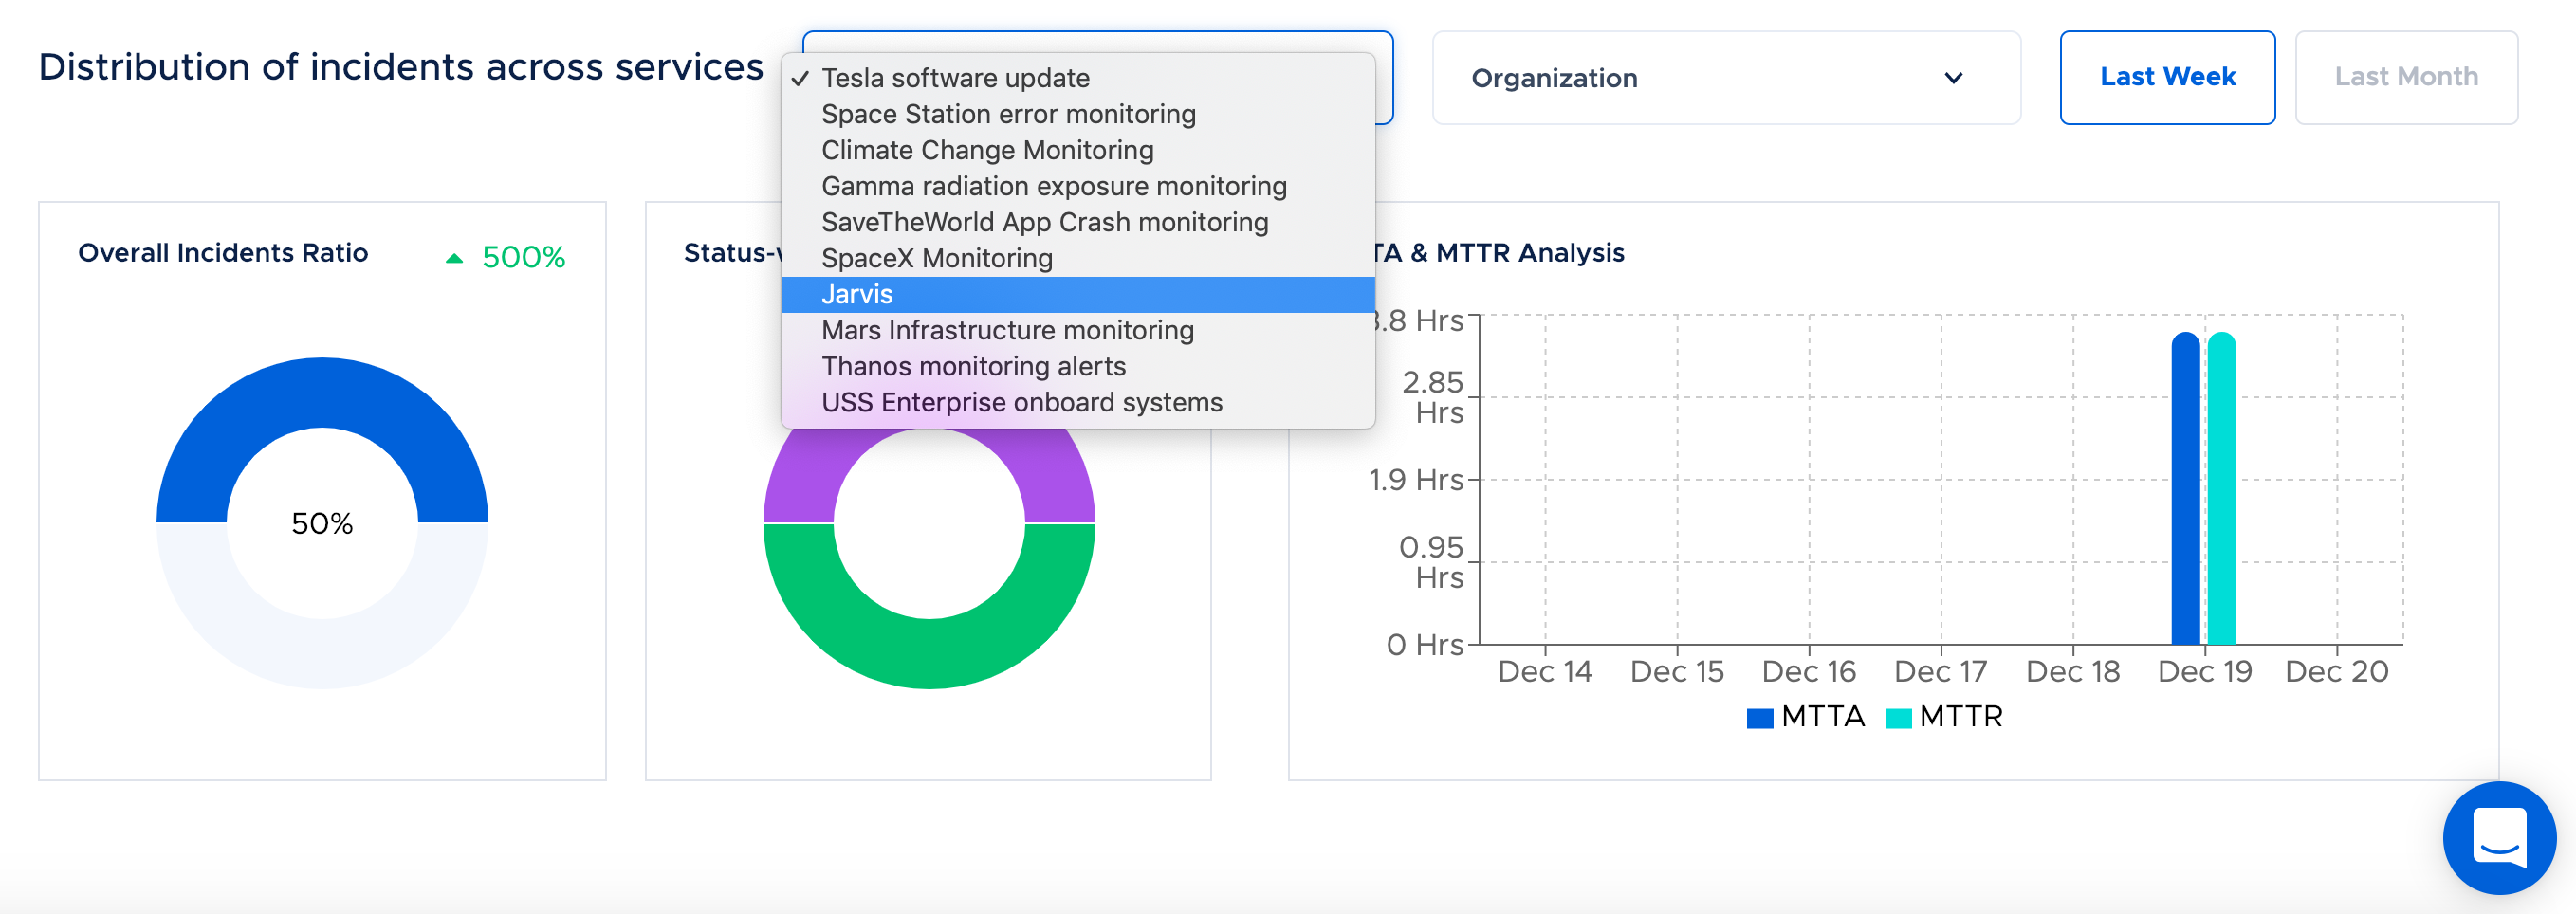 Distribution of incidents across services
✓ Tesla software update
Space Station error monitoring
Climate Change Monitoring
Gamma radiation exposure monitoring
SaveTheWorld App Crash monitoring
SpaceX Monitoring
Jarvis
Mars Infrastructure monitoring
Thanos monitoring alerts
USS Enterprise onboard systems
Organization
Last Week
Last Month
Overall Incidents Ratio
500%
50%
Status-
TA & MTTR Analysis
.8 Hrs
2.85
Hrs
1.9 Hrs
0.95
Hrs
0 Hrs
Dec 14 Dec 15 Dec 16 Dec 17 Dec 18 Dec 19 Dec 20
MTTA MTTR